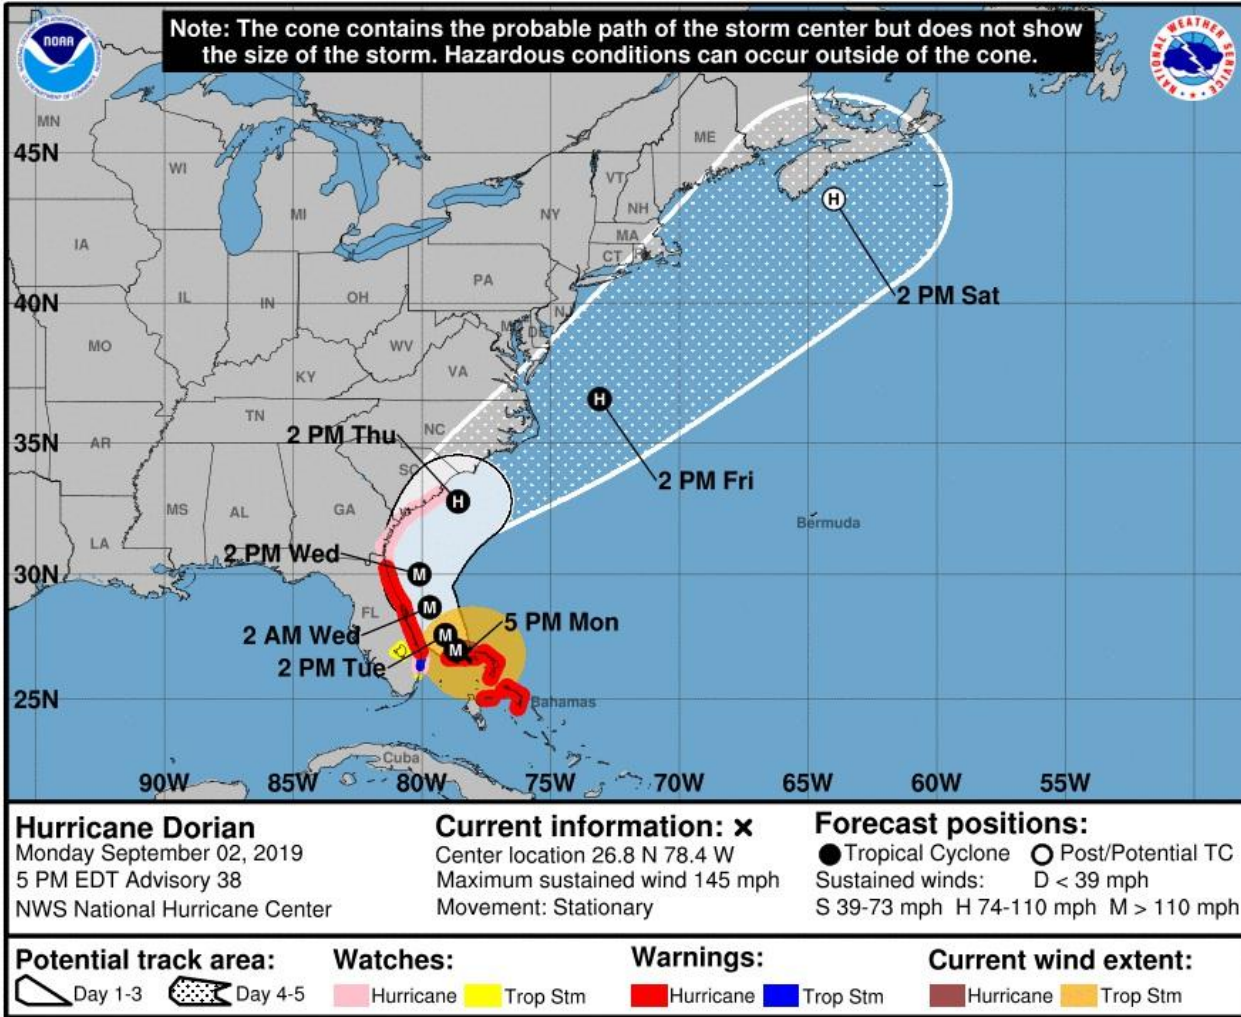 Note: The cone contains the probable path of the storm center but does not show
the size of the storm. Hazardous conditions can occur outside of the cone.
NOAA
NATIONAL WEATHER SERVICE
MN
ME
45N
WI
VT
MI
NY
NH
MA
IA
CT
PA
2 PM Sat
40N
IL
IN
OH
NJ
DE
MO
WV
VA
KY
2 PM Fri
TN
NC
2 PM Thu
35N
AR
SC
MS
AL
GA
Bermuda
LA
2 PM Wed
30N
FL
5 PM Mon
2 AM Wed
2 PM Tue
25N
Bahamas
Cuba
90W 85W 80W 75W 70W 65W 60W 55W
H
H
H
M
M
M
M
Hurricane Dorian
Monday September 02, 2019
5 PM EDT Advisory 38
NWS National Hurricane Center
Current information: x
Center location 26.8 N 78.4 W
Maximum sustained wind 145 mph
Movement: Stationary
Forecast positions:
Tropical Cyclone Post/Potential TC
Sustained winds: D < 39 mph
S 39-73 mph H 74-110 mph M > 110 mph
Potential track area:
Day 1-3 Day 4-5
Watches:
Hurricane Trop Stm
Warnings:
Hurricane Trop Stm
Current wind extent:
Hurricane Trop Stm